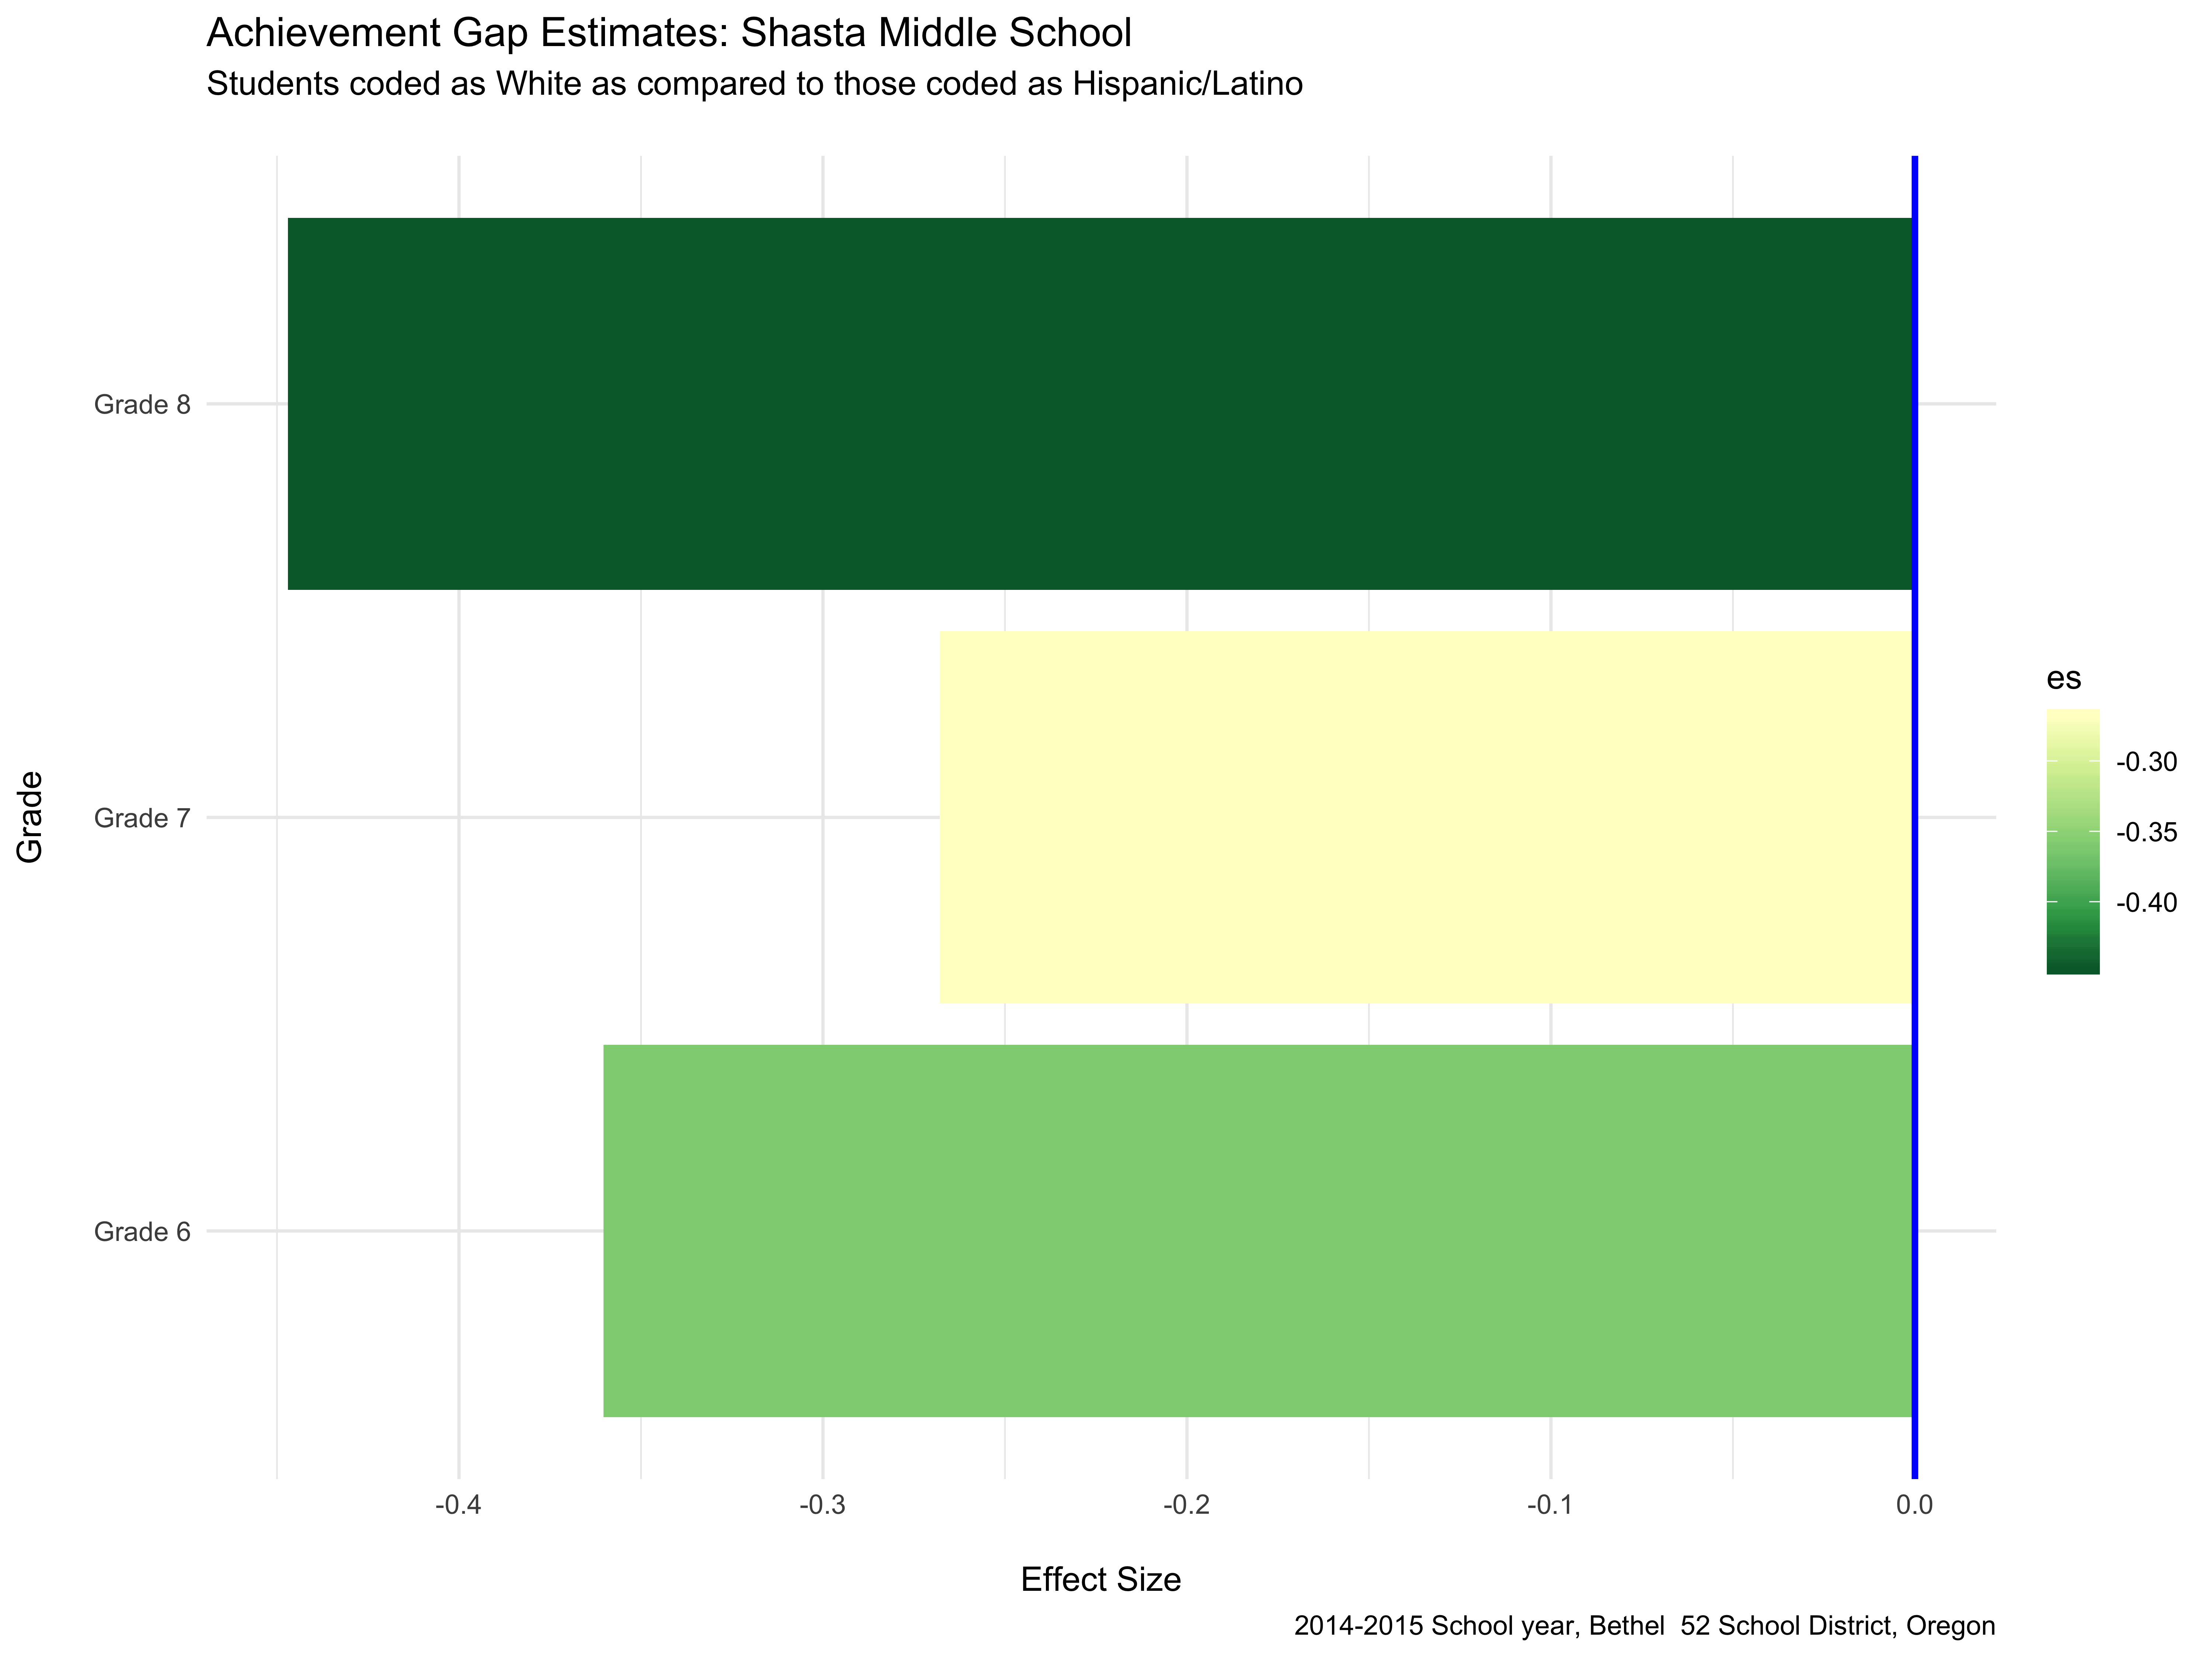 Achievement Gap Estimates: Shasta Middle School
Students coded as White as compared to those coded as Hispanic/Latino
Grade
Grade 8
Grade 7
Grade 6
-0.4 -0.3 -0.2 -0.1 0.0
Effect Size
es
-0.30
-0.35
-0.40
2014-2015 School year, Bethel  52 School District, Oregon